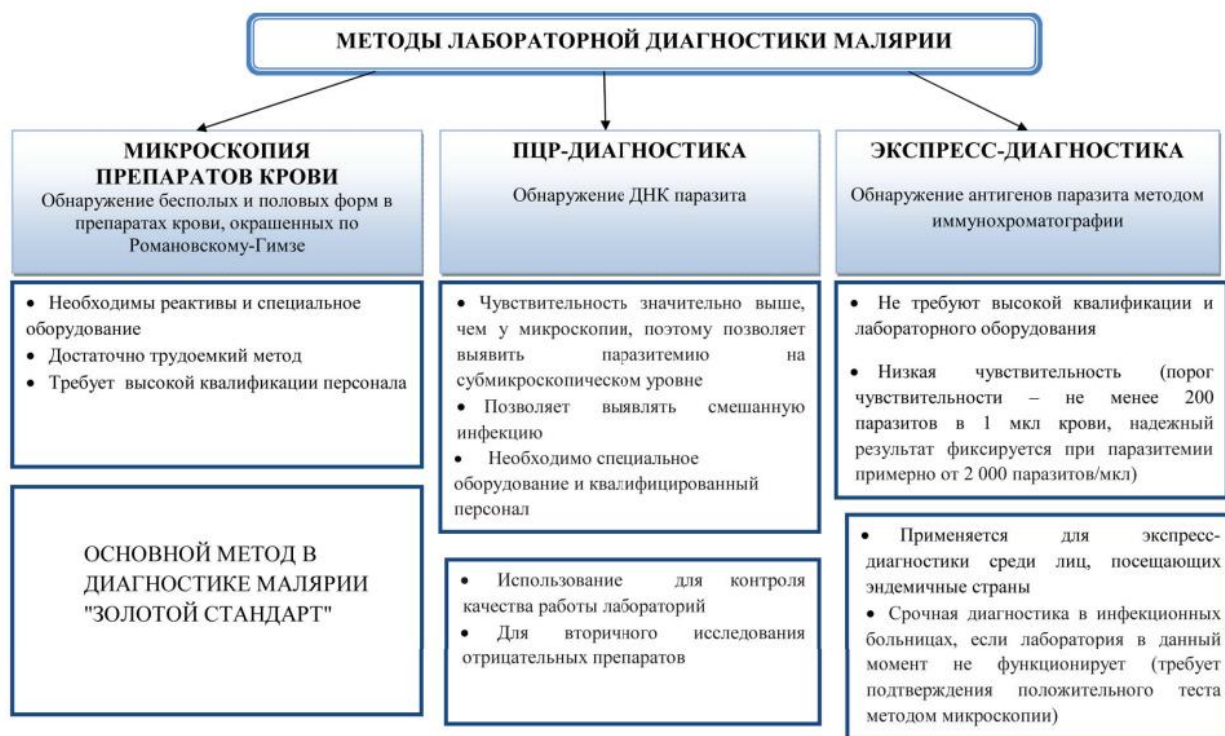 МЕТОДЫ ЛАБОРАТОРНОЙ ДИАГНОСТИКИ МАЛЯРИИ
МИКРОСКОПИЯ
ПРЕПАРАТОВ КРОВИ
Обнаружение бесполых и половых форм в
препаратах крови, окрашенных по
Романовскому-Гимзе
• Необходимы реактивы и специальное
оборудование
• Достаточно трудоемкий метод
• Требует высокой квалификации персонала
ОСНОВНОЙ МЕТОД В
ДИАГНОСТИКЕ МАЛЯРИИ
"ЗОЛОТОЙ СТАНДАРТ"
ПЦР-ДИАГНОСТИКА
Обнаружение ДНК паразита
• Чувствительность значительно выше,
чем у микроскопии, поэтому позволяет
выявить паразитемию на
субмикроскопическом уровне
• Позволяет выявлять смешанную
инфекцию
• Необходимо специальное
оборудование и квалифицированный
персонал
• Использование для контроля
качества работы лабораторий
• Для вторичного исследования
отрицательных препаратов
ЭКСПРЕСС-ДИАГНОСТИКА
Обнаружение антигенов паразита методом
иммунохроматографии
• Не требуют высокой квалификации и
лабораторного оборудования
• Низкая чувствительность (порог
чувствительности – не менее 200
паразитов в 1 мкл крови, надежный
результат фиксируется при паразитемии
примерно от 2 000 паразитов/мкл)
• Применяется для экспресс-
диагностики среди лиц, посещающих
эндемичные страны
• Срочная диагностика в инфекционных
больницах, если лаборатория в данный
момент не функционирует (требует
подтверждения положительного теста
методом микроскопии)